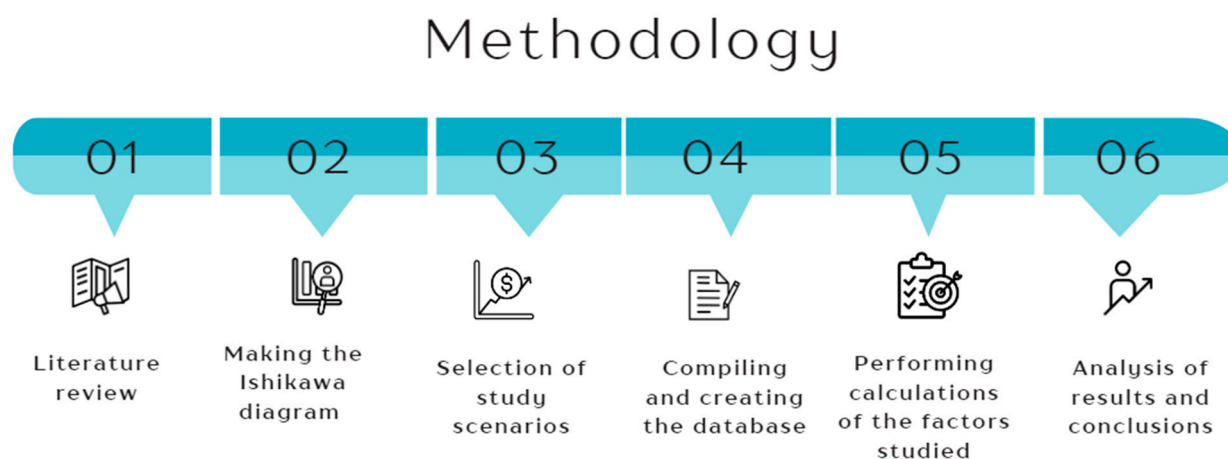 Methodology
01 02 03 04 05 06
Literature
review
Making the
Ishikawa
diagram
Selection of
study
scenarios
Compiling
and creating
the database
Performing
calculations
of the factors
studied
Analysis of
results and
conclusions
$